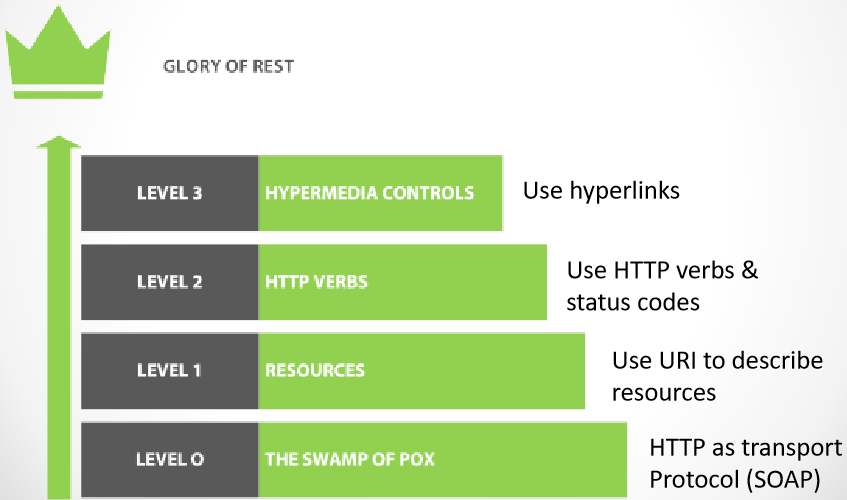 GLORY OF REST
LEVEL 3
HYPERMEDIA CONTROLS
Use hyperlinks
LEVEL 2
HTTP VERBS
Use HTTP verbs &
status codes
LEVEL 1
RESOURCES
Use URI to describe
resources
LEVEL 0
THE SWAMP OF POX
HTTP as transport
Protocol (SOAP)